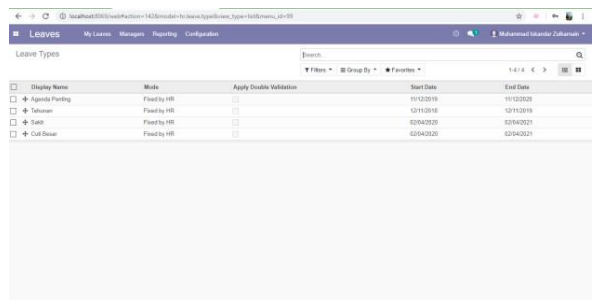 localhost:8069/web#action=142&model=hr.leave.type&view_type=list&menu_id=99
Leaves My Leaves Managers Reporting Configuration Muhammad Iskandar Zulkarnain
Leave Types Search...
Filters Group By Favorites 1-4 / 4
Display Name Mode Apply Double Validation Start Date End Date
Agenda Penting Fixed by HR 11/12/2019 11/12/2020
Tahunan Fixed by HR 12/11/2018 12/11/2019
Sakit Fixed by HR 02/04/2020 02/04/2021
Cuti Besar Fixed by HR 02/04/2020 02/04/2021